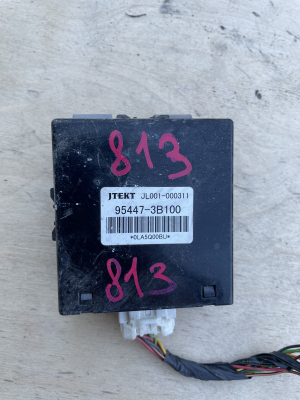 813
JTEKT JL001-000311
95447-3B100
*0LA5Q00BU*
813